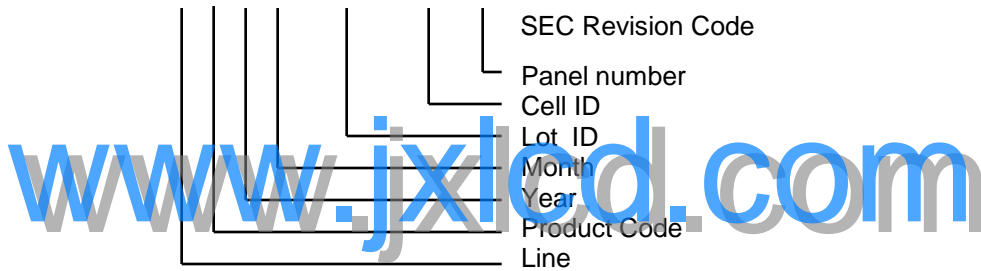 SEC Revision Code
Panel number
Cell ID
Lot ID
Month
Year
Product Code
Line
www.jxlcd.com